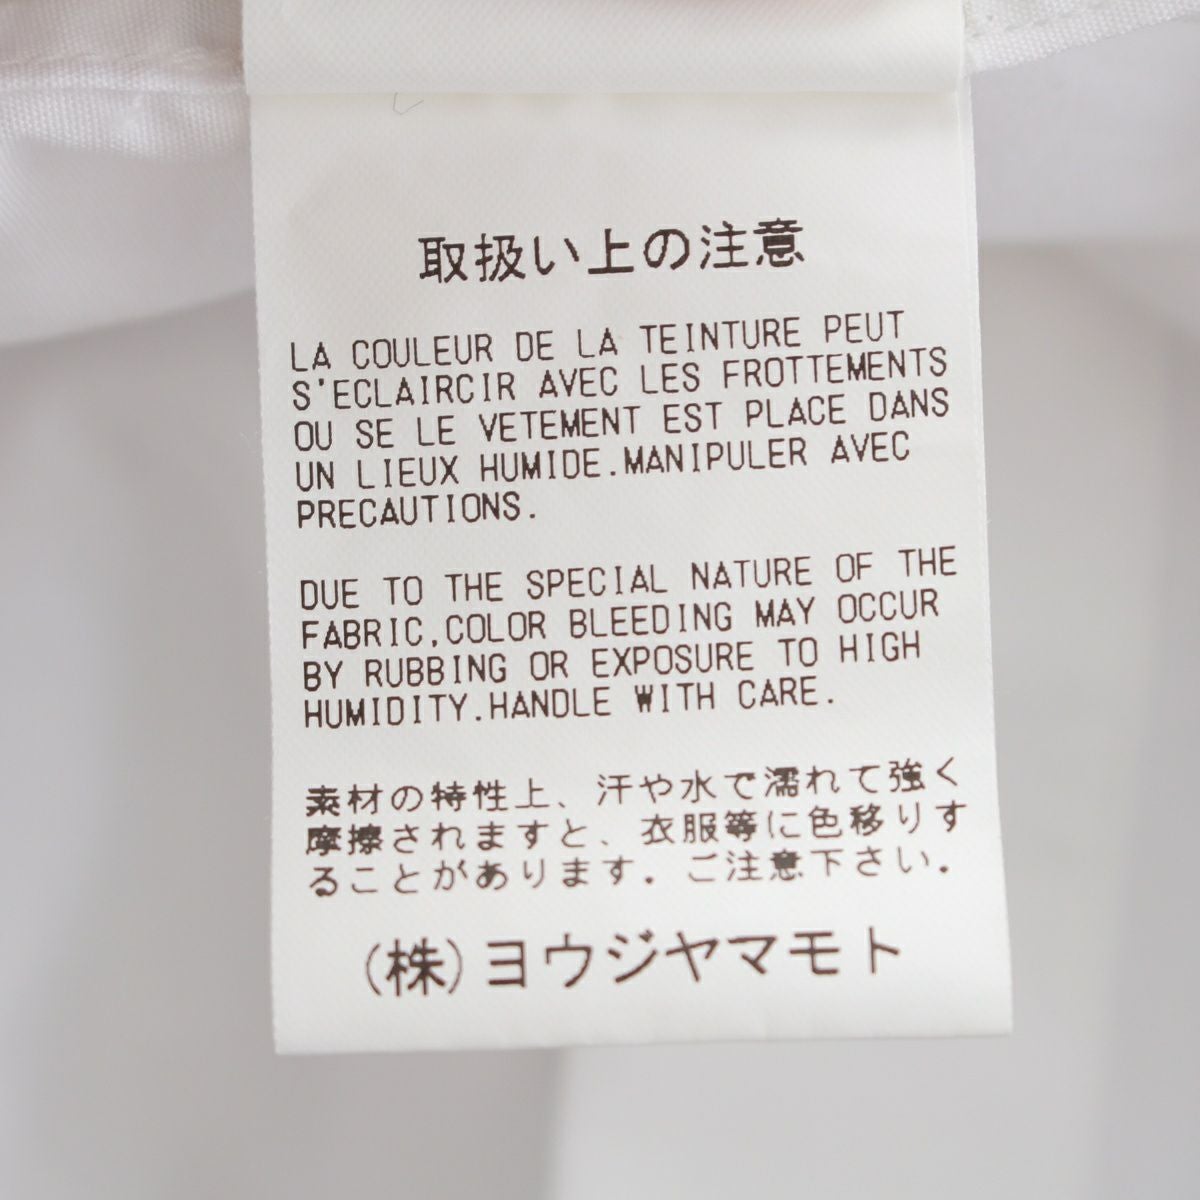 取扱い上の注意
LA COULEUR DE LA TEINTURE PEUT
S'ECLAIRCIR AVEC LES FROTTEMENTS
OU SE LE VETEMENT EST PLACE DANS
UN LIEUX HUMIDE.MANIPULER AVEC
PRECAUTIONS.
DUE TO THE SPECIAL NATURE OF THE
FABRIC,COLOR BLEEDING MAY OCCUR
BY RUBBING OR EXPOSURE TO HIGH
HUMIDITY.HANDLE WITH CARE.
素材の特性上、汗や水で濡れて強く
摩擦されますと、衣服等に色移りす
ることがあります．ご注意下さい．
(株)ヨウジヤマモト